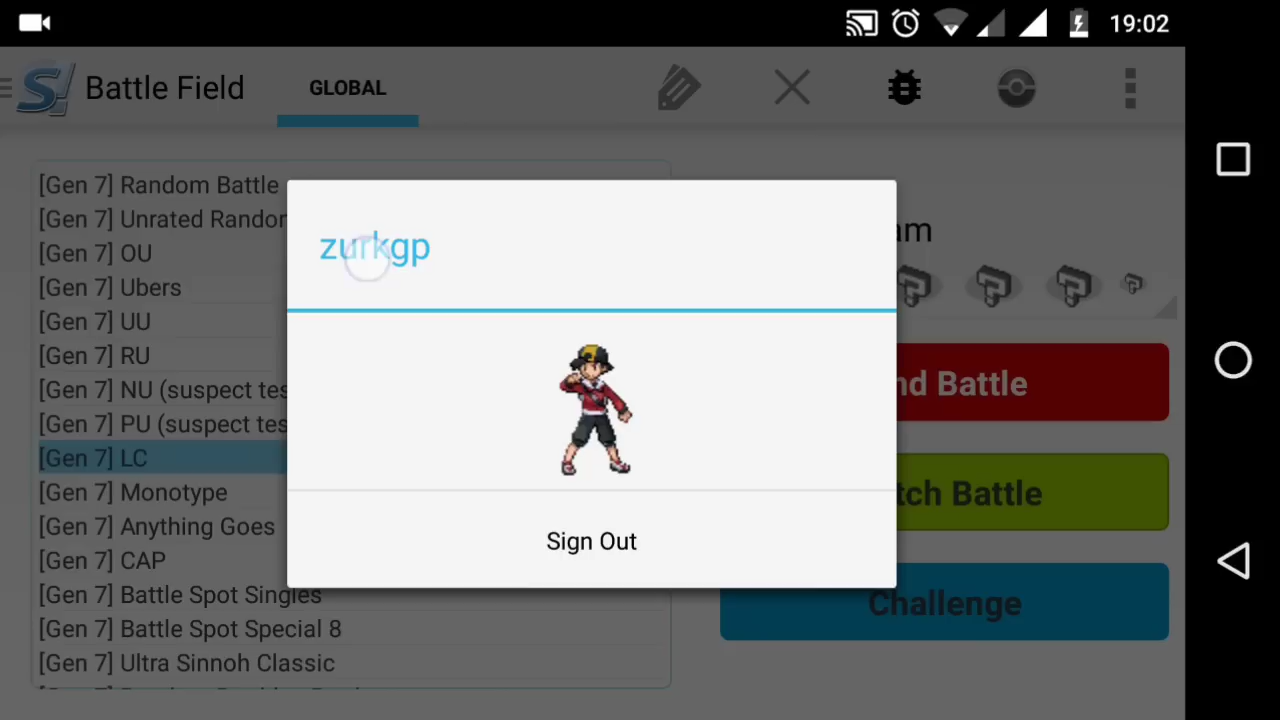 19:02
S! Battle Field GLOBAL
[Gen 7] Random Battle
[Gen 7] Unrated Random
[Gen 7] OU
[Gen 7] Ubers
[Gen 7] UU
[Gen 7] RU
[Gen 7] NU (suspect tes
[Gen 7] PU (suspect tes
[Gen 7] LC
[Gen 7] Monotype
[Gen 7] Anything Goes
[Gen 7] CAP
[Gen 7] Battle Spot Singles
[Gen 7] Battle Spot Special 8
[Gen 7] Ultra Sinnoh Classic
zurkgp
Sign Out
am
nd Battle
tch Battle
Challenge